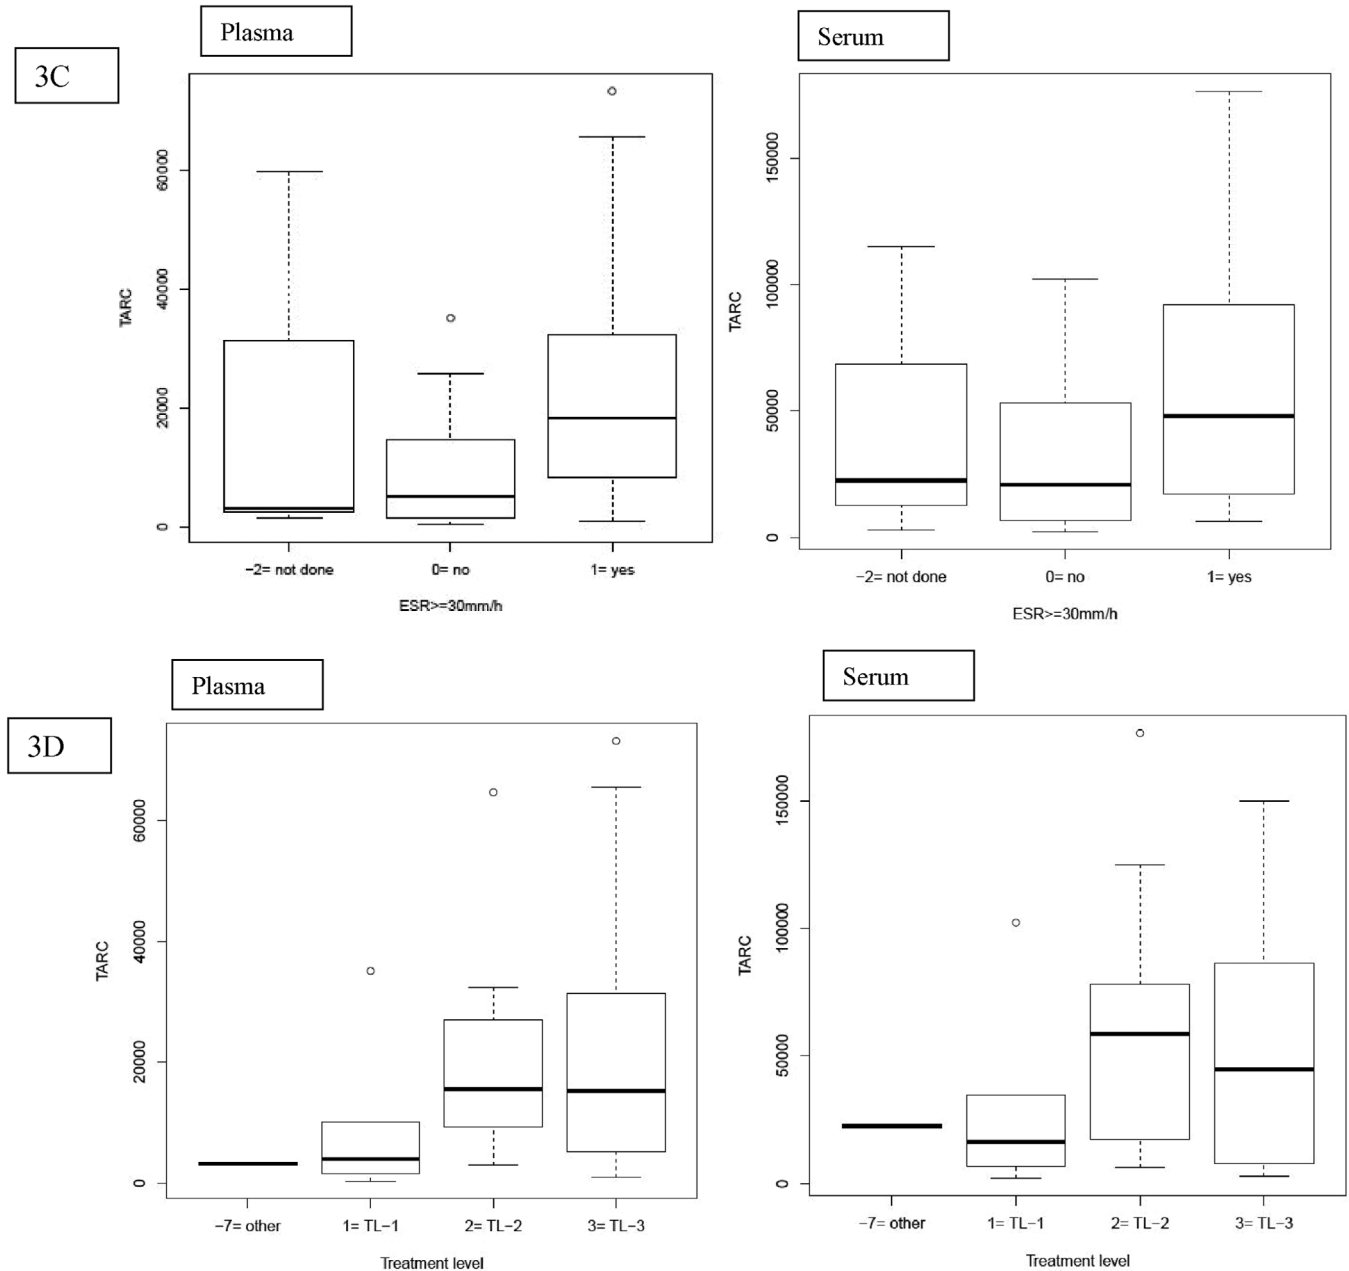 3C
Plasma
TARC
0
20000
40000
60000
−2= not done
0= no
1= yes
ESR>=30mm/h
Serum
TARC
0
50000
100000
150000
−2= not done
0= no
1= yes
ESR>=30mm/h
3D
Plasma
TARC
0
20000
40000
60000
−7= other
1= TL−1
2= TL−2
3= TL−3
Treatment level
Serum
TARC
0
50000
100000
150000
−7= other
1= TL−1
2= TL−2
3= TL−3
Treatment level